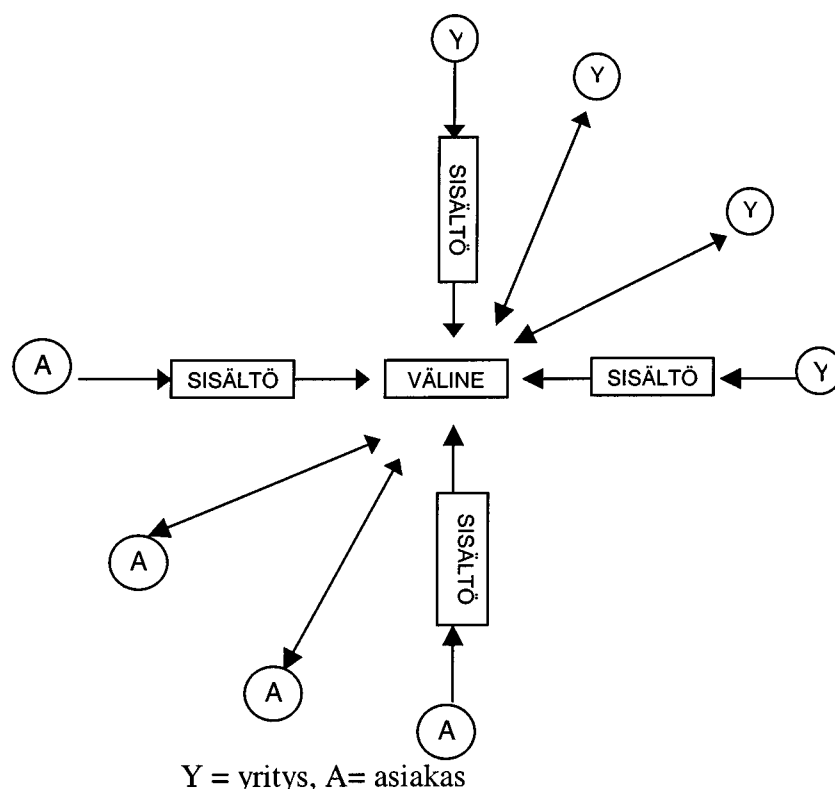 Y
Y
SISÄLTÖ
Y
A
SISÄLTÖ
VÄLINE
SISÄLTÖ
Y
SISÄLTÖ
A
A
A
Y = yritys, A= asiakas